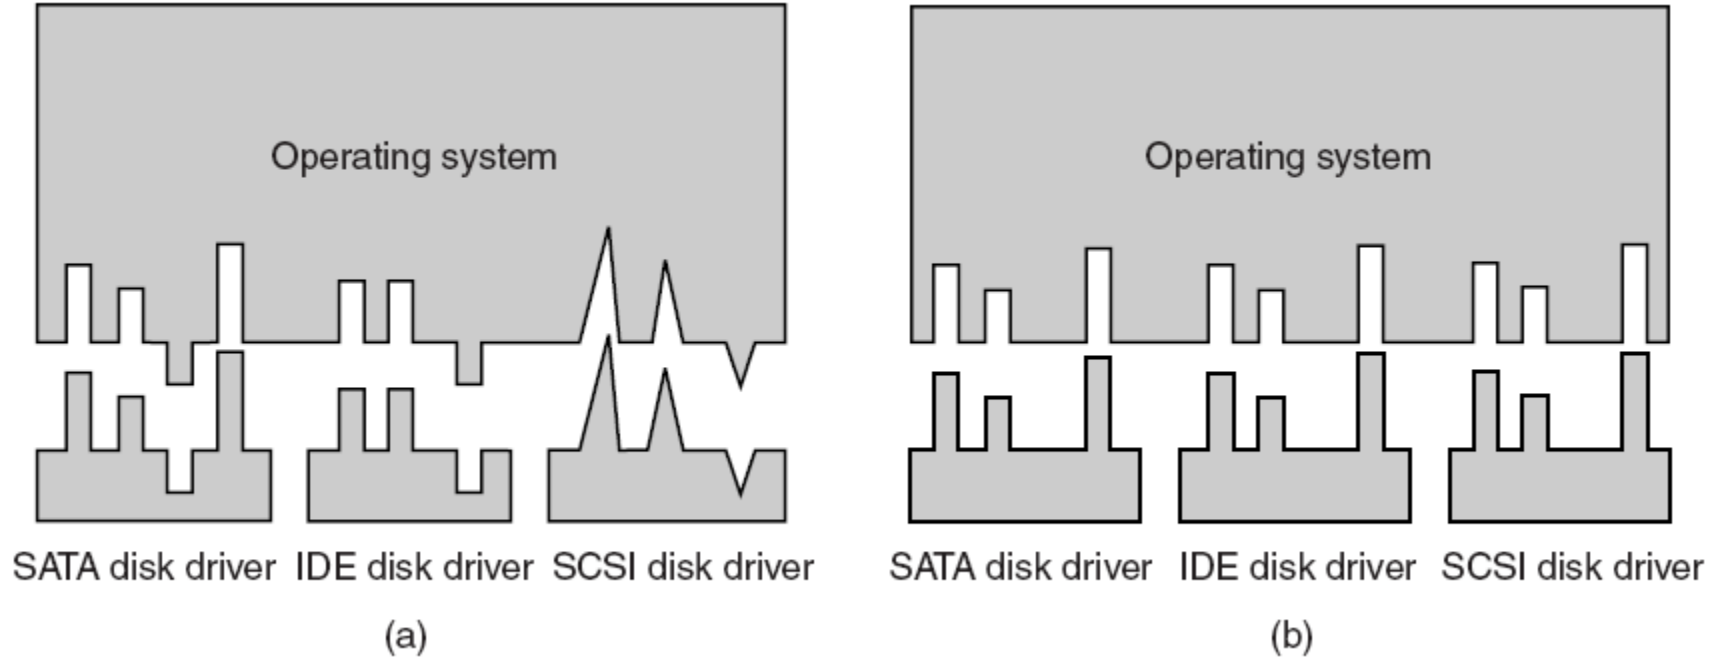 Operating system
SATA disk driver IDE disk driver SCSI disk driver
(a)
Operating system
SATA disk driver IDE disk driver SCSI disk driver
(b)